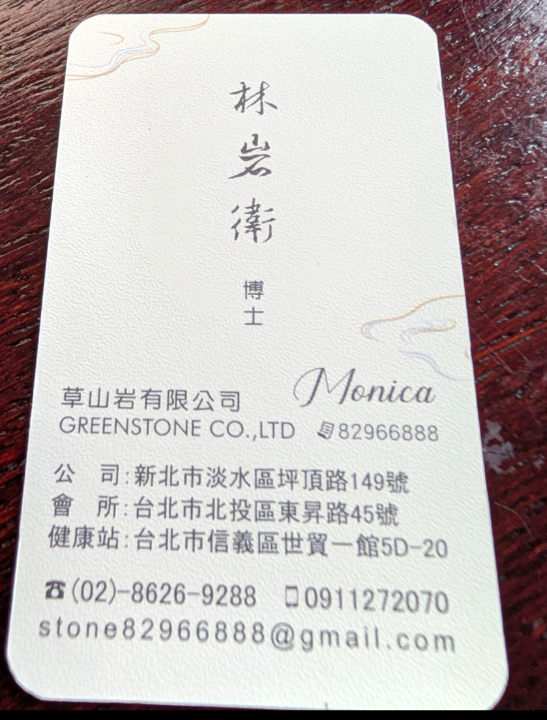 林岩衛
博士
Monica
草山岩有限公司
GREENSTONE CO.,LTD
82966888
公 司:新北市淡水區坪頂路149號
會 所:台北市北投區東昇路45號
健康站:台北市信義區世貿一館5D-20
(02)-8626-9288 0911272070
stone82966888@gmail.com